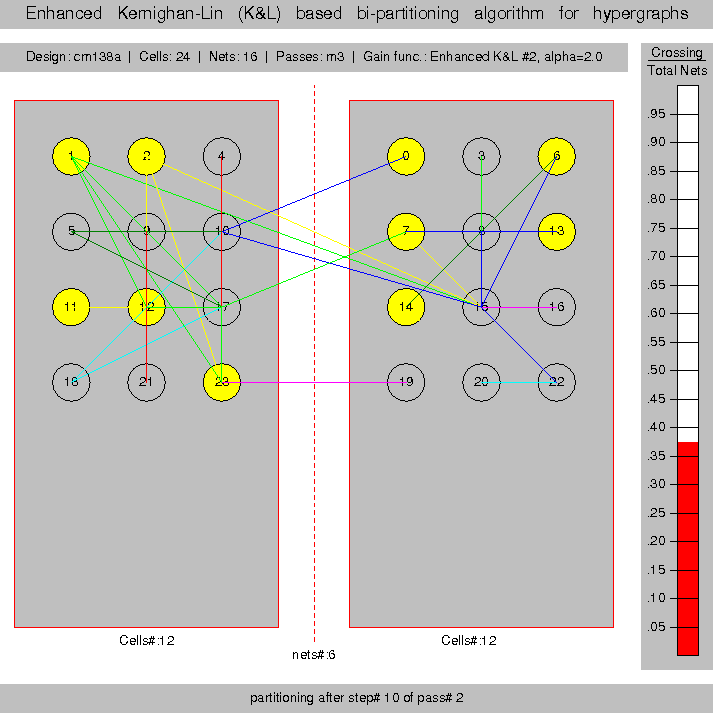 Enhanced Kernighan-Lin (K&L) based bi-partitioning algorithm for hypergraphs
Design: cm138a | Cells: 24 | Nets: 16 | Passes: m3 | Gain func.: Enhanced K&L #2, alpha=2.0
Crossing
Total Nets
.95
.90
.85
.80
.75
.70
.65
.60
.55
.50
.45
.40
.35
.30
.25
.20
.15
.10
.05
1 2 4 0 3 6
5 9 10 7 8 13
11 12 17 14 15 16
18 21 23 19 20 22
Cells#:12
Cells#:12
nets#:6
partitioning after step# 10 of pass# 2